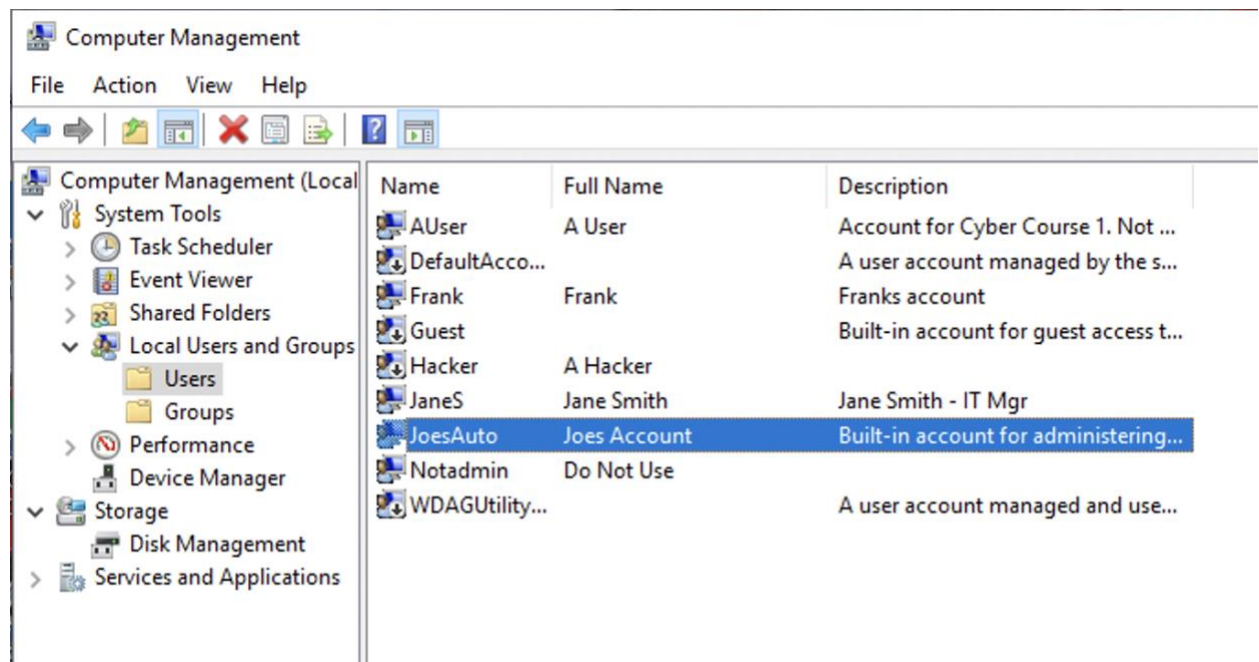 Computer Management
File Action View Help
Computer Management (Local
System Tools
Task Scheduler
Event Viewer
Shared Folders
Local Users and Groups
Users
Groups
Performance
Device Manager
Storage
Disk Management
Services and Applications
Name Full Name Description
AUser A User Account for Cyber Course 1. Not ...
DefaultAcco... A user account managed by the s...
Frank Frank Franks account
Guest Built-in account for guest access t...
Hacker A Hacker
JaneS Jane Smith Jane Smith - IT Mgr
JoesAuto Joes Account Built-in account for administering...
Notadmin Do Not Use
WDAGUtility... A user account managed and use...